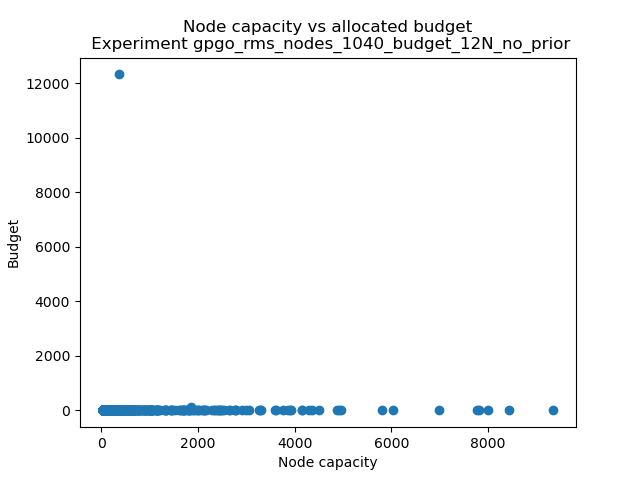 Node capacity vs allocated budget
Experiment gpgo_rms_nodes_1040_budget_12N_no_prior
12000
10000
8000
6000
4000
2000
0
Budget
0 2000 4000 6000 8000
Node capacity